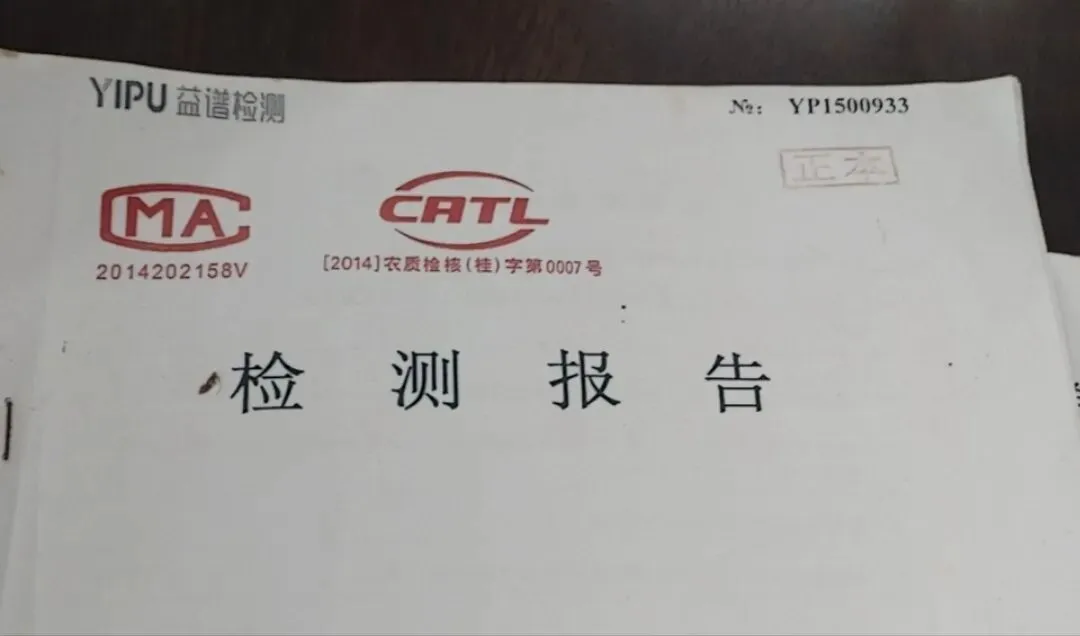 YIPU 益谱检测
№: YP1500933
正本
CMA
CATL
2014202158V
[2014]农质检核(桂)字第0007号
检测报告